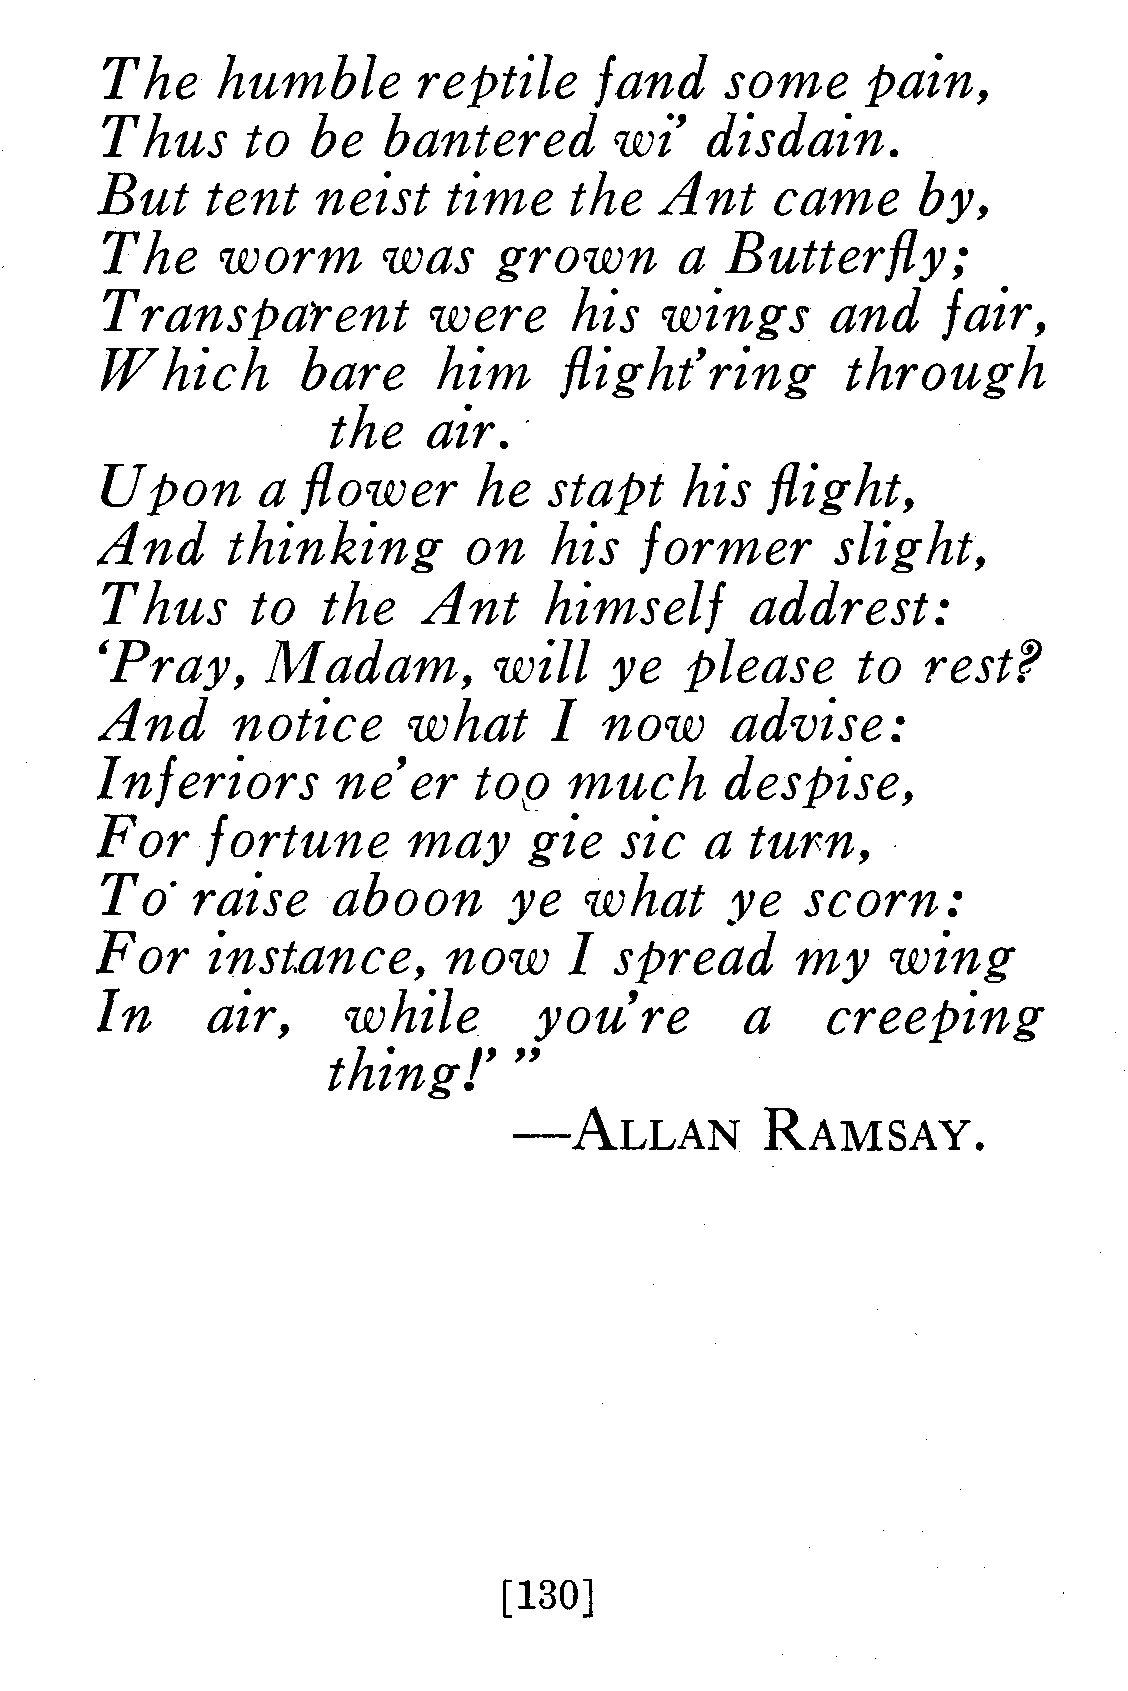 The humble reptile fand some pain,
Thus to be bantered wi' disdain.
But tent neist time the Ant came by,
The worm was grown a Butterfly;
Transparent were his wings and fair,
Which bare him flight'ring through
the air.
Upon a flower he stapt his flight,
And thinking on his former slight,
Thus to the Ant himself addrest:
‘Pray, Madam, will ye please to rest?
And notice what I now advise:
Inferiors ne'er too much despise,
For fortune may gie sic a turn,
To raise aboon ye what ye scorn:
For instance, now I spread my wing
In air, while you're a creeping
thing!’ ”
—ALLAN RAMSAY.
[130]